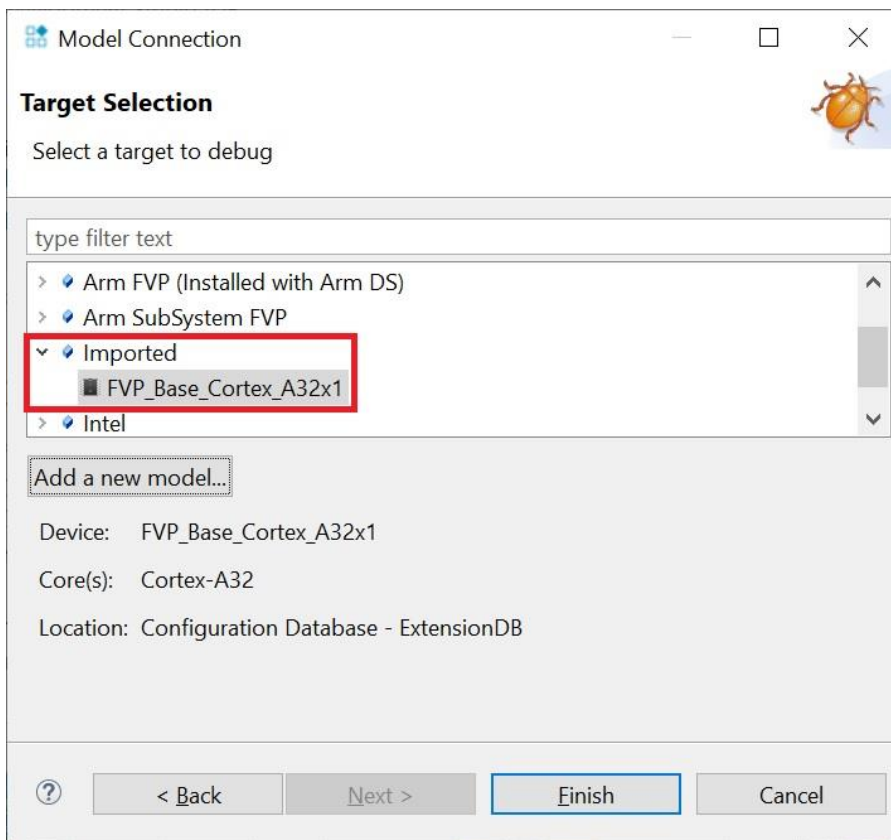 Model Connection
Target Selection
Select a target to debug
type filter text
Arm FVP (Installed with Arm DS)
Arm SubSystem FVP
Imported
FVP_Base_Cortex_A32x1
Intel
Add a new model...
Device: FVP_Base_Cortex_A32x1
Core(s): Cortex-A32
Location: Configuration Database - ExtensionDB
? < Back Next > Finish Cancel